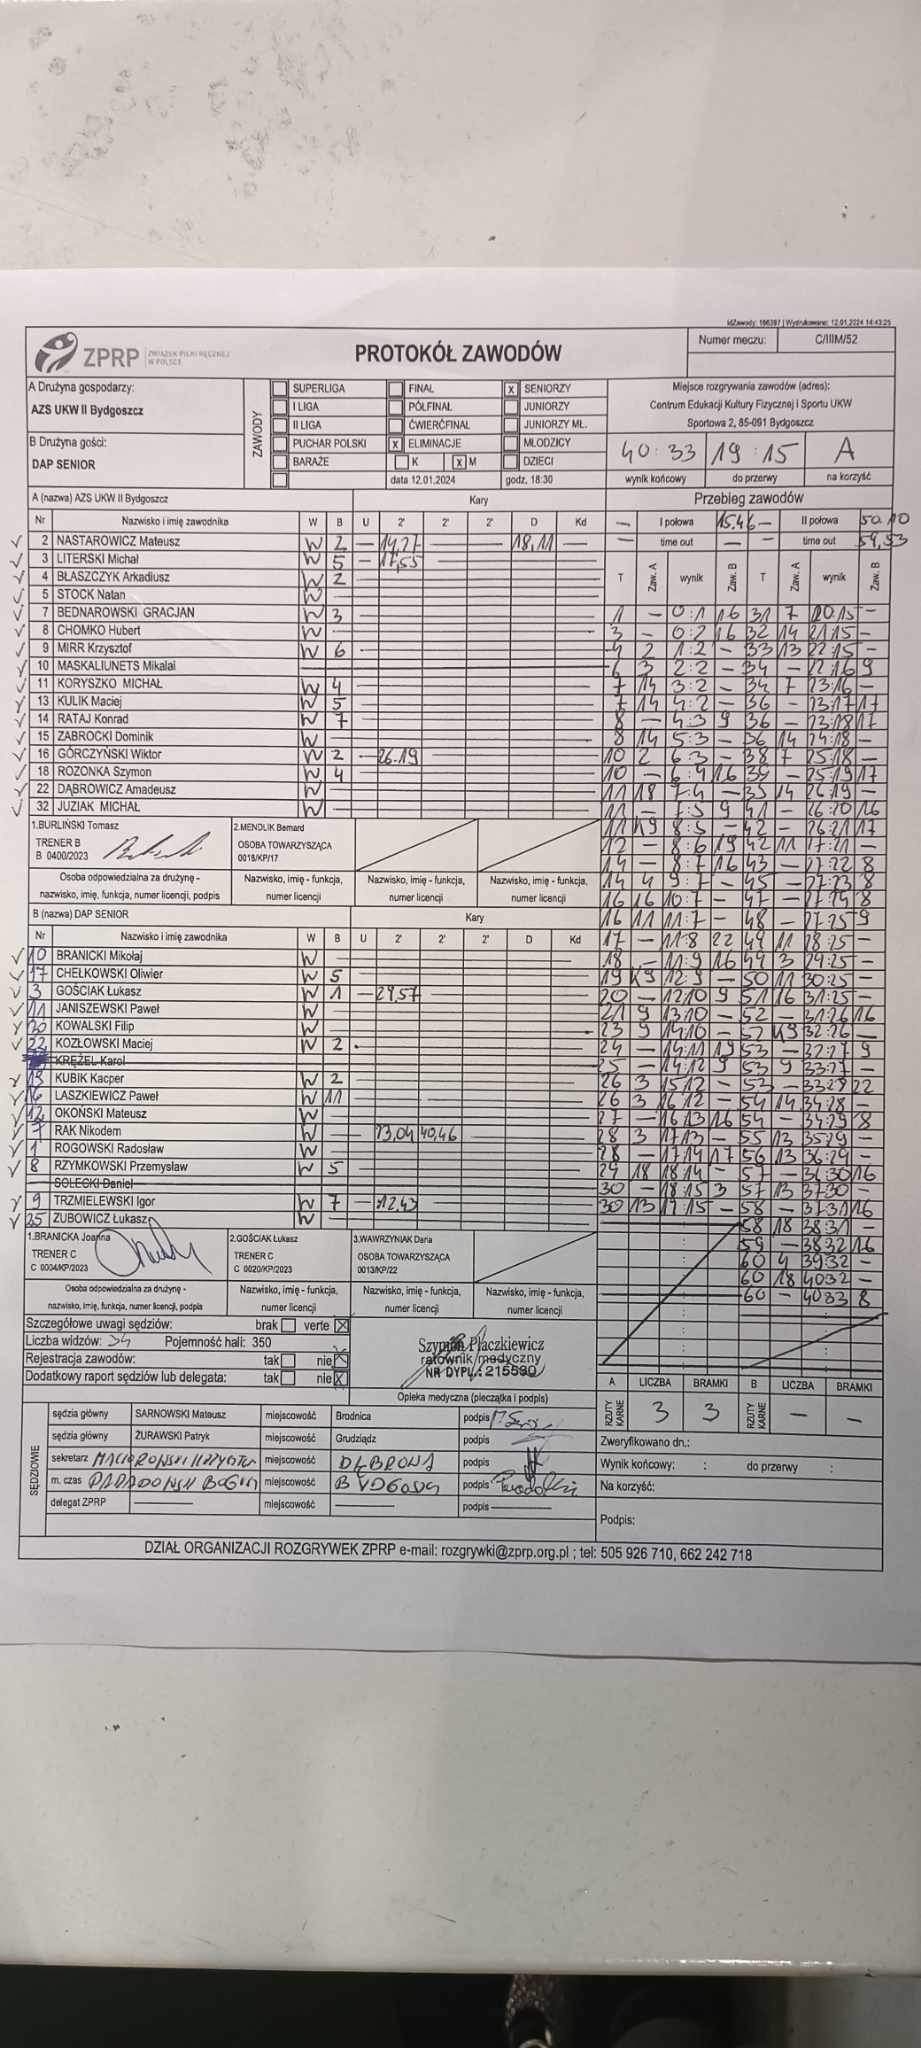 IdZawody: 166397 | Wydrukowano: 12.01.2024 14:43:25
ZPRP ZWIĄZEK PIŁKI RĘCZNEJ W POLSCE
PROTOKÓŁ ZAWODÓW
Numer meczu: C/IIIM/52
A Drużyna gospodarzy:
AZS UKW II Bydgoszcz
B Drużyna gości:
DAP SENIOR
ZAWODY
SUPERLIGA FINAŁ x SENIORZY
I LIGA PÓŁFINAŁ JUNIORZY
II LIGA ĆWIERĆFINAŁ JUNIORZY MŁ.
PUCHAR POLSKI x ELIMINACJE MŁODZICY
BARAŻE K x M DZIECI
data 12.01.2024 godz. 18:30
Miejsce rozgrywania zawodów (adres):
Centrum Edukacji Kultury Fizycznej i Sportu UKW
Sportowa 2, 85-091 Bydgoszcz
40:33 19:15 A
wynik końcowy do przerwy na korzyść
A (nazwa) AZS UKW II Bydgoszcz Kary
Nr Nazwisko i imię zawodnika W B U 2' 2' 2' D Kd
2 NASTAROWICZ Mateusz W 2 — 14,27 18,11 —
3 LITERSKI Michał W 5 — 17,55
4 BŁASZCZYK Arkadiusz W 2
5 STOCK Natan W
7 BEDNAROWSKI GRACJAN W 3
8 CHOMKO Hubert W
9 MIRR Krzysztof W 6
10 MASKALIUNETS Mikalai
11 KORYSZKO MICHAŁ W 4
13 KULIK Maciej W 5
14 RATAJ Konrad W 7
15 ZABROCKI Dominik W
16 GÓRCZYŃSKI Wiktor W 2 26.19
18 ROZONKA Szymon W 4
22 DĄBROWICZ Amadeusz W
32 JUZIAK MICHAŁ W
1.BURLIŃSKI Tomasz
TRENER B
B 0400/2023
2.MENDLIK Bernard
OSOBA TOWARZYSZĄCA
0018/KP/17
Osoba odpowiedzialna za drużynę - nazwisko, imię, funkcja, numer licencji, podpis
Nazwisko, imię - funkcja, numer licencji
Nazwisko, imię - funkcja, numer licencji
Nazwisko, imię - funkcja, numer licencji
B (nazwa) DAP SENIOR Kary
Nr Nazwisko i imię zawodnika W B U 2' 2' 2' D Kd
10 BRANICKI Mikołaj W
17 CHEŁKOWSKI Oliwier W 5
3 GOŚCIAK Łukasz W 1 — 29,57
11 JANISZEWSKI Paweł W
20 KOWALSKI Filip W
22 KOZŁOWSKI Maciej W 2
KRĘŻEL Karol
KUBIK Kacper W 2
16 LASZKIEWICZ Paweł W 11
12 OKOŃSKI Mateusz W
7 RAK Nikodem W 23,04 40,46
1 ROGOWSKI Radosław W
8 RZYMKOWSKI Przemysław W 5
SOLECKI Daniel
9 TRZMIELEWSKI Igor W 7 12,43
25 ZUBOWICZ Łukasz W
1.BRANICKA Joanna
TRENER C
C 0004/KP/2023
2.GOŚCIAK Łukasz
TRENER C
C 0020/KP/2023
3.WAWRZYNIAK Daria
OSOBA TOWARZYSZĄCA
0013/KP/22
Osoba odpowiedzialna za drużynę - nazwisko, imię, funkcja, numer licencji, podpis
Nazwisko, imię - funkcja, numer licencji
Nazwisko, imię - funkcja, numer licencji
Nazwisko, imię - funkcja, numer licencji
Szczegółowe uwagi sędziów: brak verte X
Liczba widzów: 34 Pojemność hali: 350
Rejestracja zawodów: tak nie X
Dodatkowy raport sędziów lub delegata: tak nie X
Szymon Płaczkiewicz
ratownik medyczny
NR DYPL.: 215530
Opieka medyczna (pieczątka i podpis)
SĘDZIOWIE
sędzia główny SARNOWSKI Mateusz miejscowość Brodnica podpis
sędzia główny ŻURAWSKI Patryk miejscowość Grudziądz podpis
sekretarz miejscowość DĄBROWA podpis
m. czas miejscowość BYDGOSZCZ podpis
delegat ZPRP miejscowość podpis
Przebieg zawodów
— I połowa 15.46 — II połowa 50.10
— time out — — time out 59,53
T Zaw. A wynik Zaw. B T Zaw. A wynik Zaw. B
1 — 0:1 16 31 7 20:15 —
3 — 0:2 16 32 14 21:15 —
4 2 1:2 — 33 13 22:15 —
6 3 2:2 — 34 — 22:16 9
7 14 3:2 — 34 7 23:16 —
7 14 4:2 — 36 — 23:17 17
8 — 4:3 9 36 — 23:18 17
8 14 5:3 — 36 14 24:18 —
10 2 6:3 — 38 7 25:18 —
10 — 6:4 16 39 — 25:19 17
11 18 7:4 — 39 14 26:19 —
11 — 7:5 9 41 — 26:20 16
11 K9 8:5 — 42 — 26:21 17
12 — 8:6 19 42 11 27:21 —
14 — 8:7 16 43 — 27:22 8
14 4 9:7 — 45 — 27:23 8
16 16 10:7 — 47 — 27:24 8
16 11 11:7 — 48 — 27:25 9
17 — 11:8 22 49 11 28:25 —
18 — 11:9 16 49 3 29:25 —
19 K9 12:9 — 50 11 30:25 —
20 — 12:10 9 51 16 31:25 —
21 9 13:10 — 52 — 31:26 16
23 9 14:10 — 52 K9 32:26 —
24 — 14:11 19 53 — 32:27 9
25 — 14:12 9 53 9 33:27 —
26 3 15:12 — 53 — 33:28 22
26 3 16:12 — 54 14 34:28 —
27 — 16:13 16 54 — 34:29 8
28 3 17:13 — 55 13 35:29 —
28 — 17:14 17 56 13 36:29 —
29 18 18:14 — 57 — 36:30 16
30 — 18:15 3 57 13 37:30 —
30 13 19:15 — 58 — 37:31 16
58 18 38:31 —
59 — 38:32 16
60 4 39:32 —
60 18 40:32 —
60 — 40:33 8
A LICZBA BRAMKI B LICZBA BRAMKI
RZUTY KARNE 3 3 RZUTY KARNE — —
Zweryfikowano dn.:
Wynik końcowy: : do przerwy :
Na korzyść:
Podpis:
DZIAŁ ORGANIZACJI ROZGRYWEK ZPRP e-mail: rozgrywki@zprp.org.pl ; tel: 505 926 710, 662 242 718